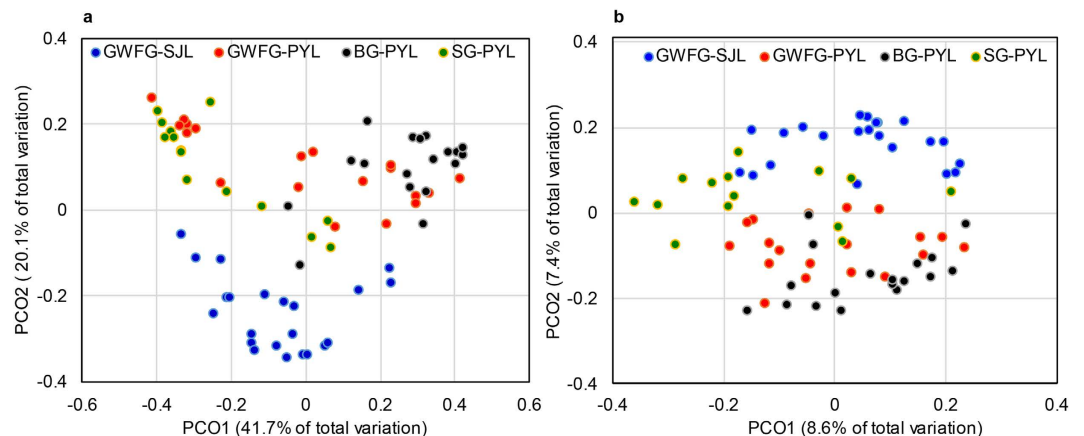 a
0.4
GWFG-SJL GWFG-PYL BG-PYL SG-PYL
0.2
0
-0.2
-0.4
-0.6 -0.4 -0.2 0 0.2 0.4 0.6
PCO2 ( 20.1% of total variation)
PCO1 (41.7% of total variation)
b
0.4
GWFG-SJL GWFG-PYL BG-PYL SG-PYL
0.2
0
-0.2
-0.4
-0.4 -0.2 0 0.2 0.4
PCO2 (7.4% of total variation)
PCO1 (8.6% of total variation)